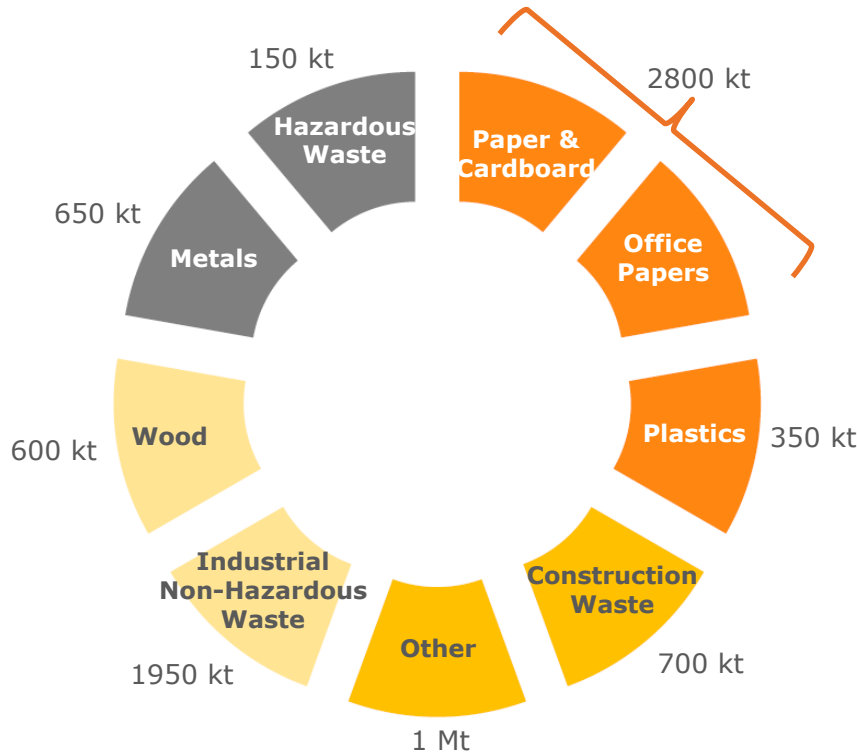 150 kt
2800 kt
Hazardous
Waste
Paper &
Cardboard
650 kt
Metals
Office
Papers
600 kt
Wood
Plastics
350 kt
Industrial
Non-Hazardous
Waste
Construction
Waste
Other
1950 kt
700 kt
1 Mt